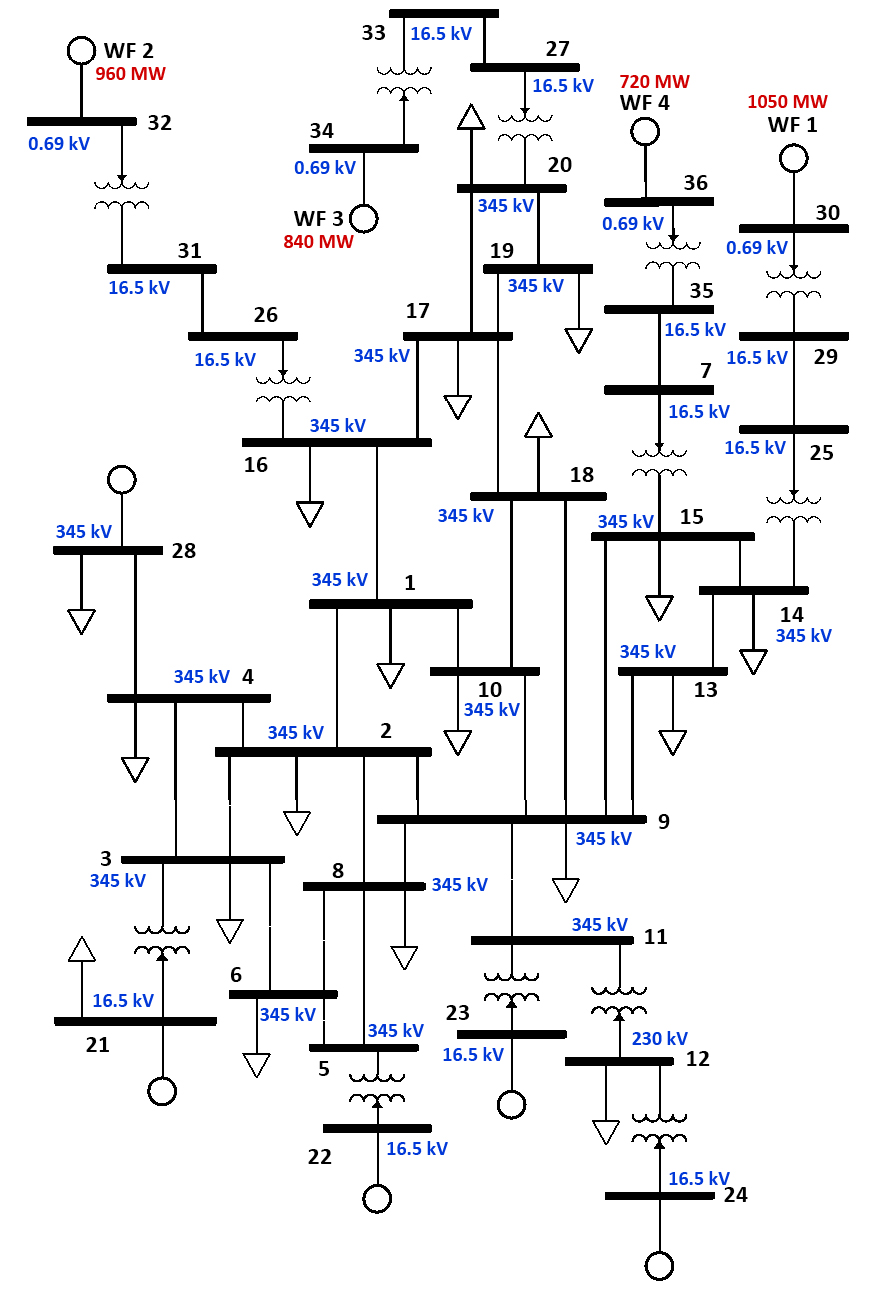 33
16.5 kV
WF 2
960 MW
27
16.5 kV
720 MW
WF 4
1050 MW
WF 1
32
0.69 kV
34
0.69 kV
20
345 kV
WF 3
840 MW
36
0.69 kV
30
0.69 kV
31
16.5 kV
19
345 kV
35
16.5 kV
26
16.5 kV
17
345 kV
16.5 kV
29
7
16.5 kV
345 kV
16
16.5 kV
25
18
345 kV
345 kV
15
345 kV
28
345 kV
1
14
345 kV
345 kV
13
345 kV
4
10
345 kV
345 kV
2
9
345 kV
3
345 kV
8
345 kV
345 kV
11
6
345 kV
16.5 kV
21
23
16.5 kV
345 kV
5
230 kV
12
22
16.5 kV
16.5 kV
24